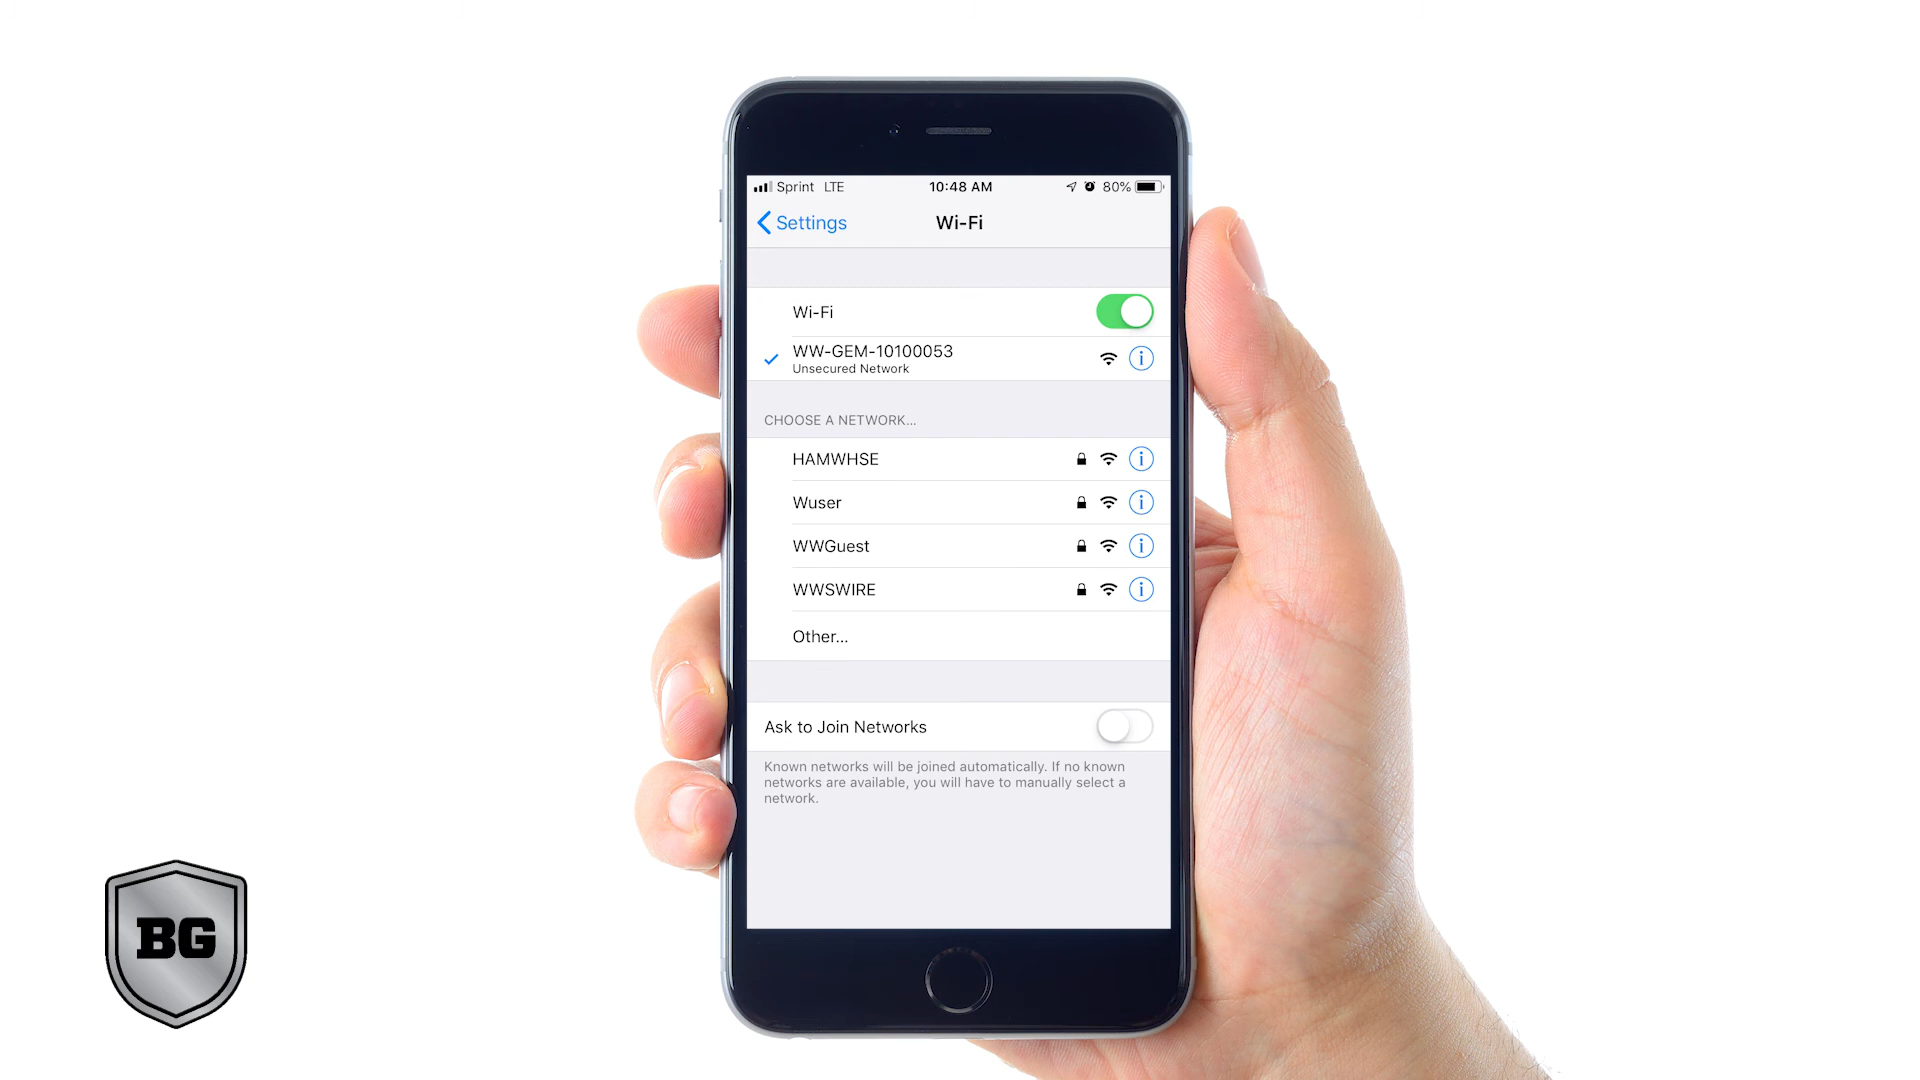 Sprint LTE 10:48 AM 80%
Settings Wi-Fi
Wi-Fi
WW-GEM-10100053
Unsecured Network
CHOOSE A NETWORK...
HAMWHSE
Wuser
WWGuest
WWSWIRE
Other...
Ask to Join Networks
Known networks will be joined automatically. If no known
networks are available, you will have to manually select a
network.
BG